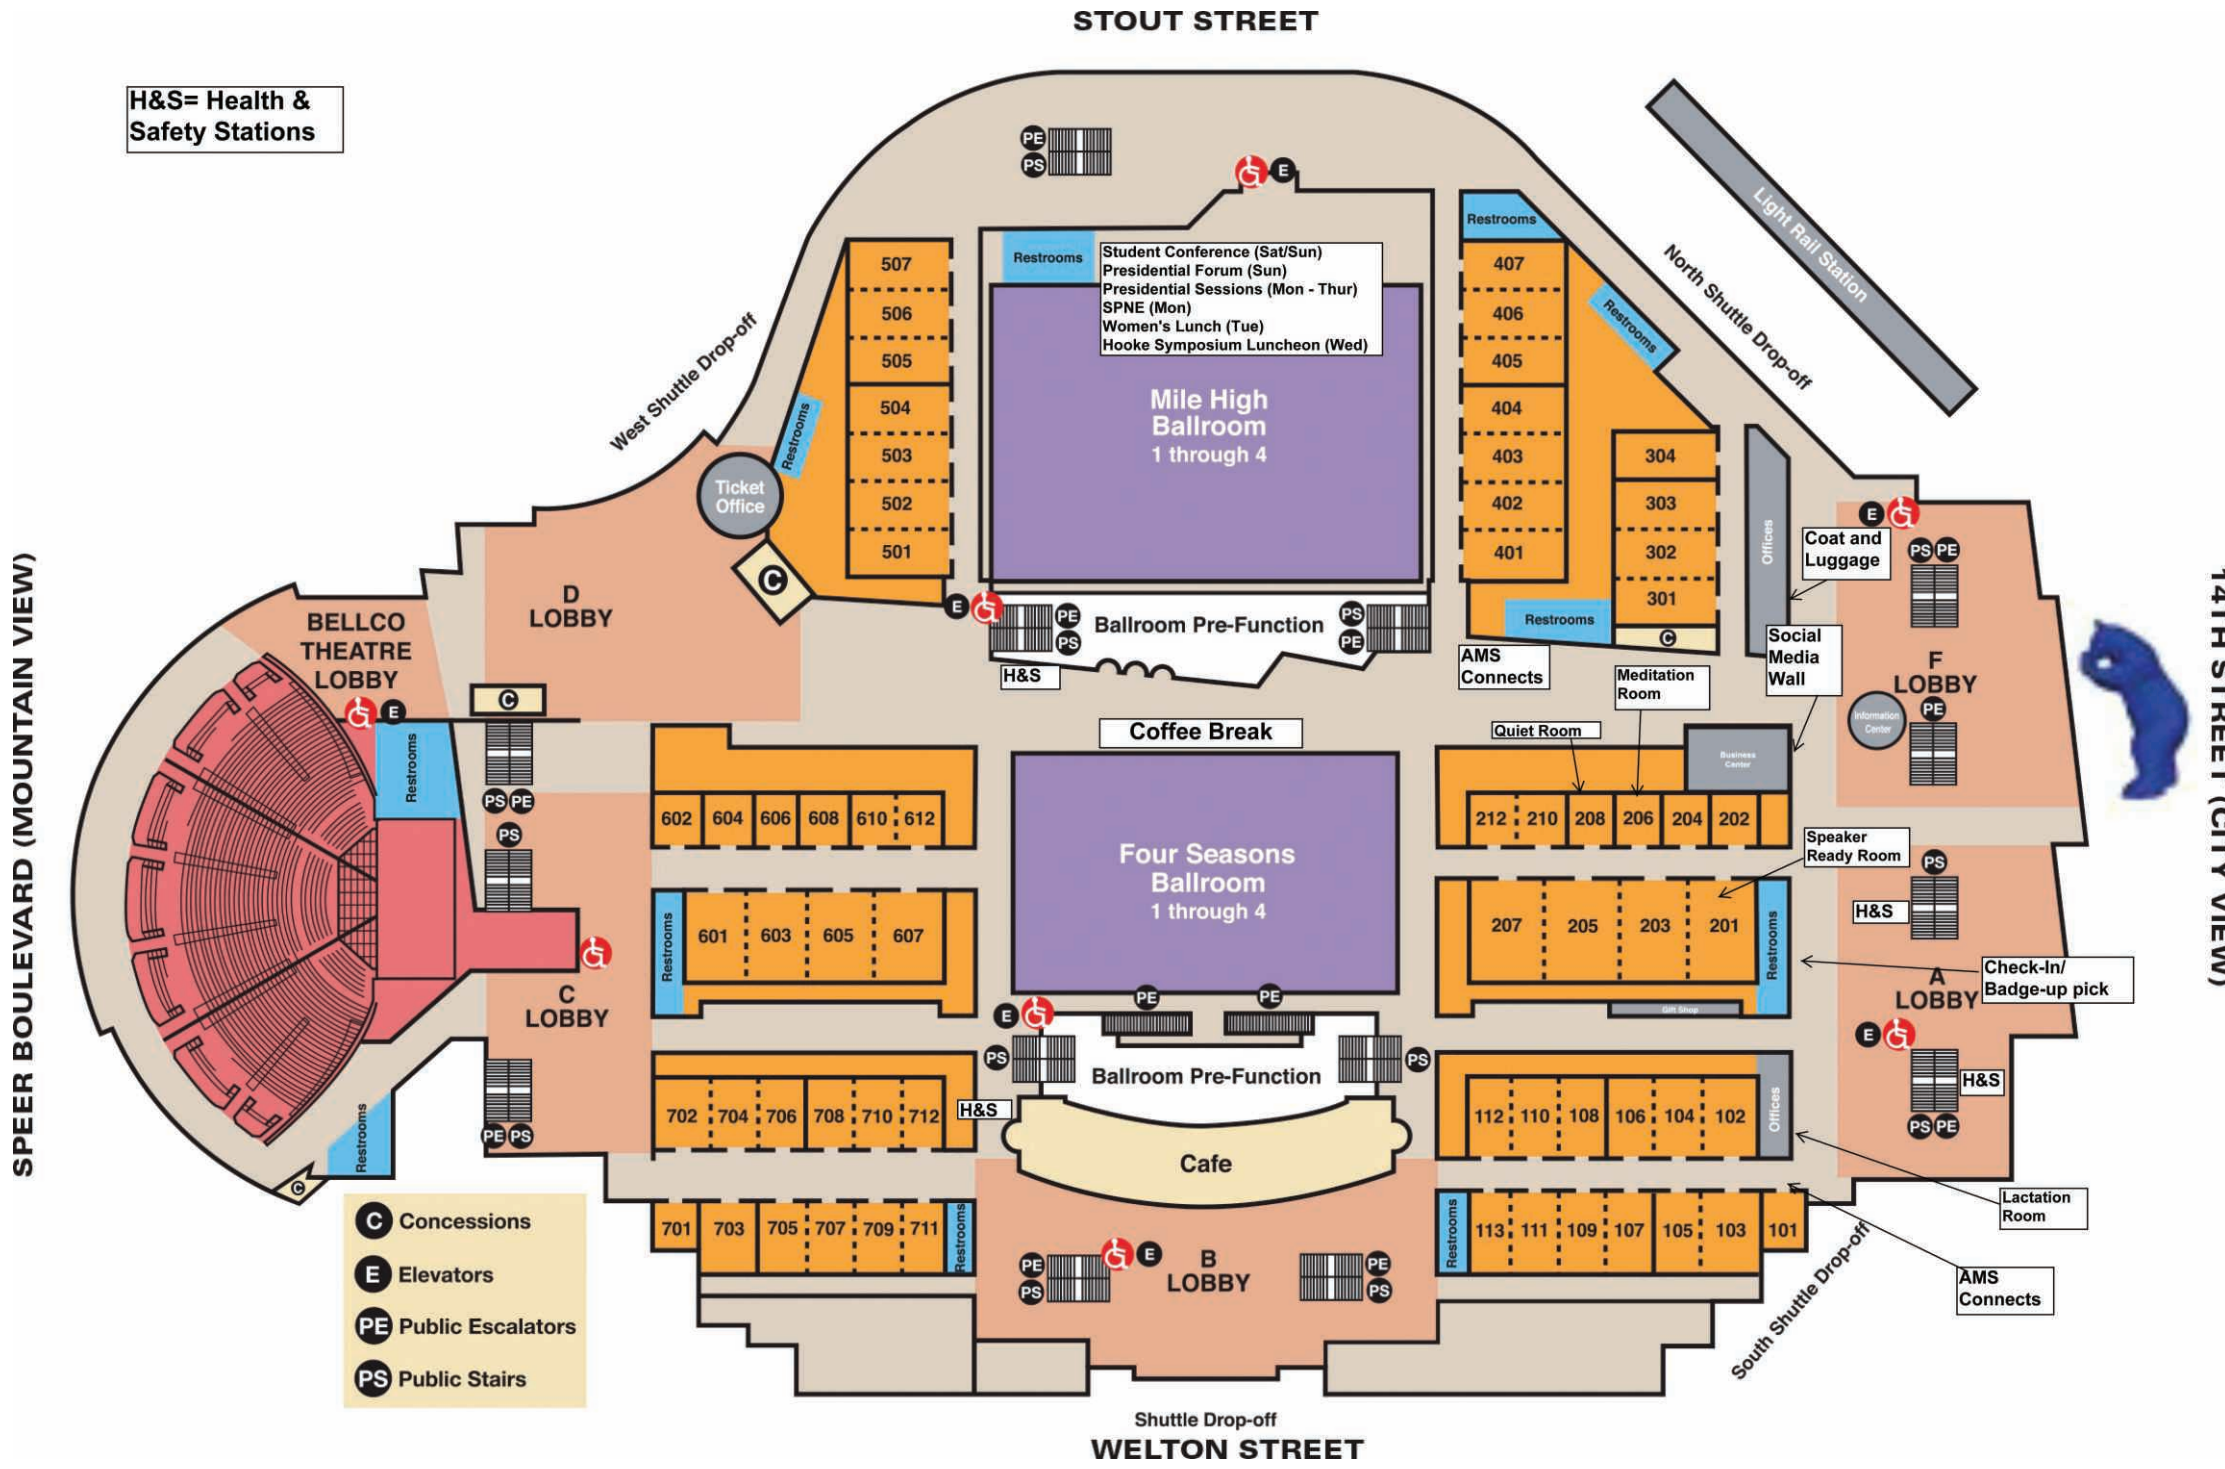 STOUT STREET
H&S= Health &
Safety Stations
PE
PS
E
Light Rail Station
North Shuttle Drop-off
West Shuttle Drop-off
Restrooms
Restrooms
Student Conference (Sat/Sun)
Presidential Forum (Sun)
Presidential Sessions (Mon - Thur)
SPNE (Mon)
Women's Lunch (Tue)
Hooke Symposium Luncheon (Wed)
Mile High
Ballroom
1 through 4
507
506
505
504
503
502
501
Restrooms
Ticket
Office
C
407
406
405
404
403
402
401
Restrooms
304
303
302
301
Restrooms
C
Offices
Coat and
Luggage
E
PS PE
SPEER BOULEVARD (MOUNTAIN VIEW)
14TH STREET (CITY VIEW)
BELLCO
THEATRE
LOBBY
E
Restrooms
D
LOBBY
C
PS PE
PS
E
PE
PS
Ballroom Pre-Function
PS
PE
H&S
AMS
Connects
Meditation
Room
Social
Media
Wall
F
LOBBY
PE
Information
Center
Coffee Break
Quiet Room
Business
Center
602 604 606 608 610 612
212 210 208 206 204 202
Four Seasons
Ballroom
1 through 4
PE PE
Speaker
Ready Room
PS
H&S
Restrooms
601 603 605 607
207 205 203 201
Restrooms
Gift Shop
Check-In/
Badge-up pick
A
LOBBY
E
H&S
PS PE
C
LOBBY
PE PS
Restrooms
C
E
PS
Ballroom Pre-Function
PS
702 704 706 708 710 712
H&S
Cafe
112 110 108 106 104 102
Offices
Lactation
Room
701 703 705 707 709 711
Restrooms
PE
PS
E
B
LOBBY
PE
PS
Restrooms
113 111 109 107 105 103 101
AMS
Connects
South Shuttle Drop-off
C Concessions
E Elevators
PE Public Escalators
PS Public Stairs
Shuttle Drop-off
WELTON STREET